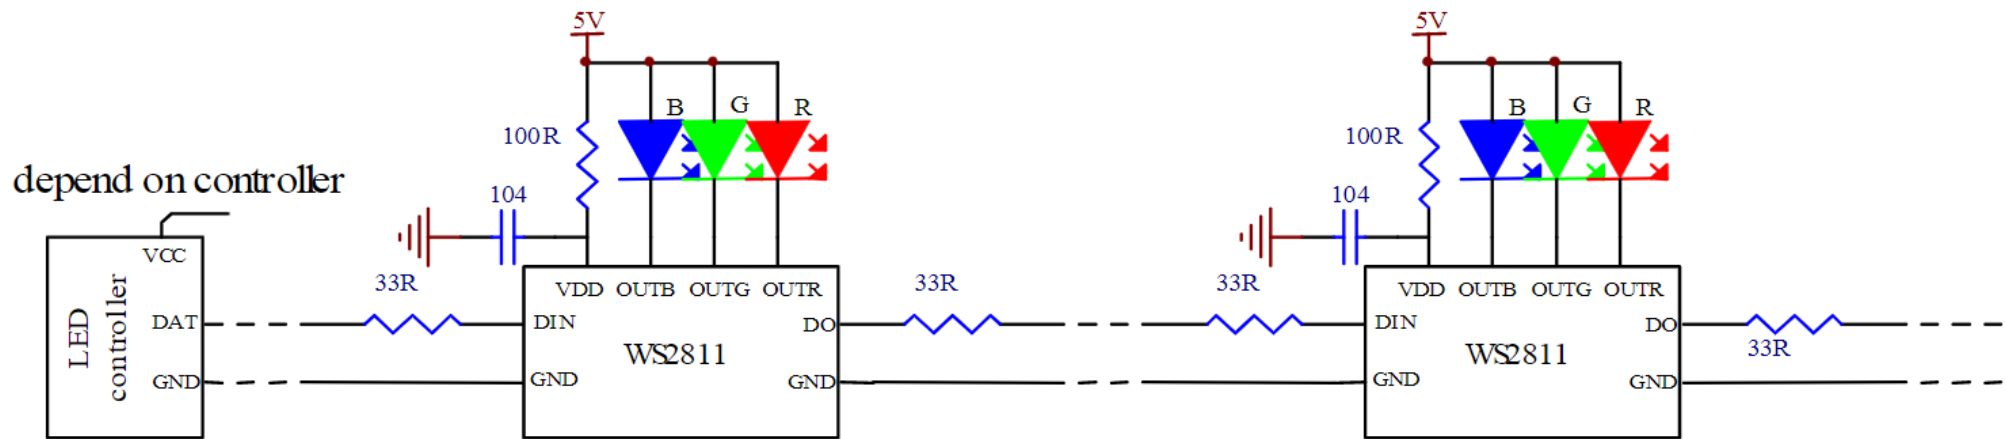 5V
5V
B G R
B G R
100R
100R
depend on controller
104
104
VCC
33R
33R
33R
VDD OUTB OUTG OUTR
VDD OUTB OUTG OUTR
LED
controller
DAT
DIN
DO
DIN
DO
WS2811
WS2811
33R
GND
GND
GND
GND
GND